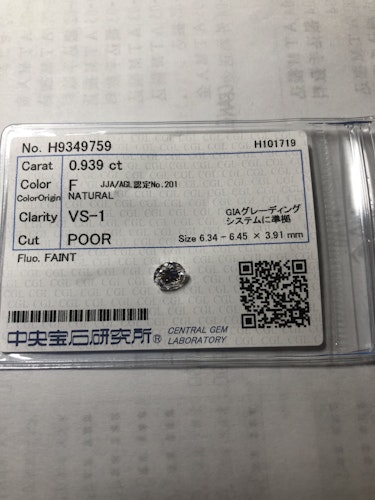 No. H9349759 H101719
Carat 0.939 ct
Color F JJA/AGL認定No.201
ColorOrigin NATURAL
Clarity VS-1 GIAグレーディング
システムに準拠
Cut POOR Size 6.34 - 6.45 × 3.91 mm
Fluo. FAINT
中央宝石研究所® CENTRAL GEM
LABORATORY